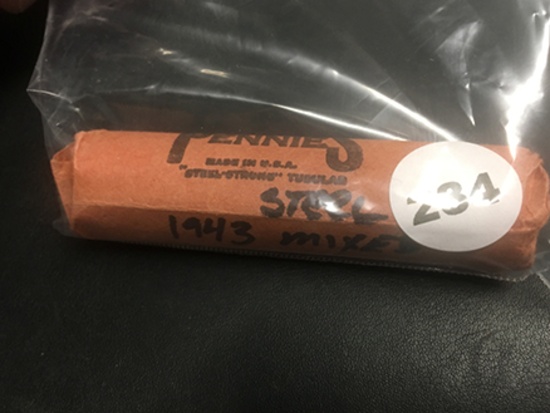 PENNIES
MADE IN U.S.A.
"STEEL-STRONG" TUBULAR
STEEL
1943 MIXED
234